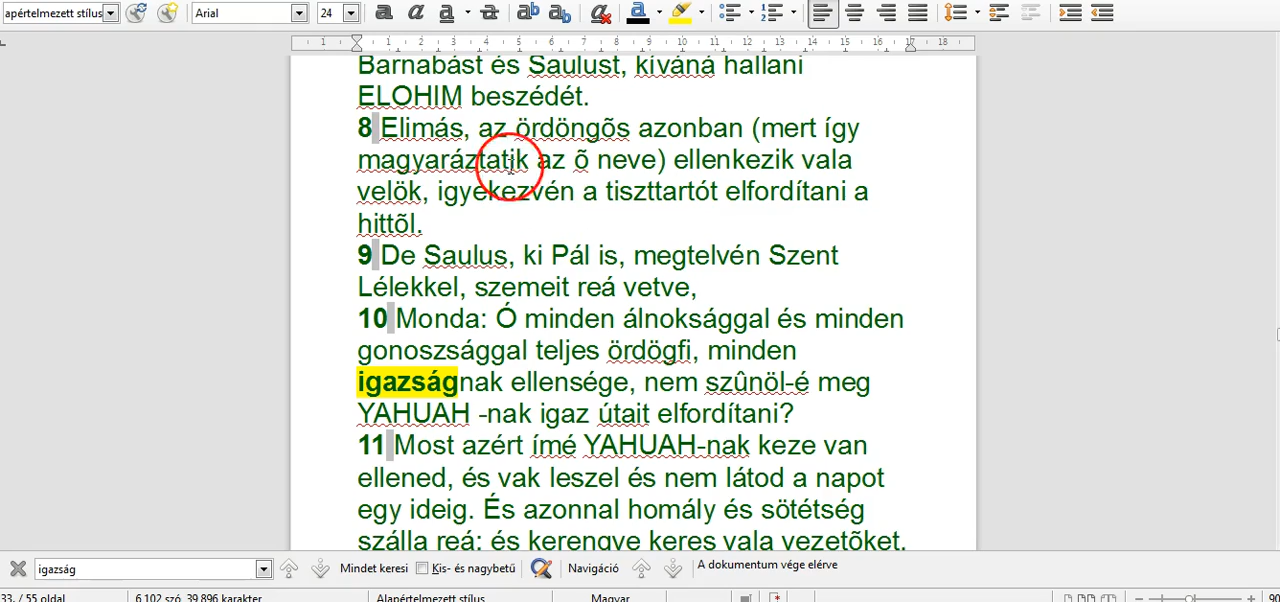 apértelmezett stílus Arial 24
1 1 2 3 4 5 6 7 8 9 10 11 12 13 14 15 16 17 18
Barnabást és Saulust, kíváná hallani
ELOHIM beszédét.
8 Elimás, az ördöngõs azonban (mert így
magyaráztatik az õ neve) ellenkezik vala
velök, igyekezvén a tiszttartót elfordítani a
hittõl.
9 De Saulus, ki Pál is, megtelvén Szent
Lélekkel, szemeit reá vetve,
10 Monda: Ó minden álnoksággal és minden
gonoszsággal teljes ördögfi, minden
igazságnak ellensége, nem szûnöl-é meg
YAHUAH -nak igaz útait elfordítani?
11 Most azért ímé YAHUAH-nak keze van
ellened, és vak leszel és nem látod a napot
egy ideig. És azonnal homály és sötétség
szálla reá; és kerengve keres vala vezetõket.
igazság Mindet keresi Kis- és nagybetű Navigáció A dokumentum vége elérve
33. / 55 oldal 6 102 szó, 39 896 karakter Alapértelmezett stílus Magyar 90